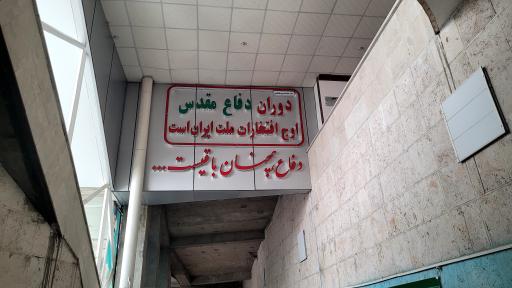 دوران دفاع مقدس
اوج افتخارات ملت ایران است
دفاع، همچنان باقیست...